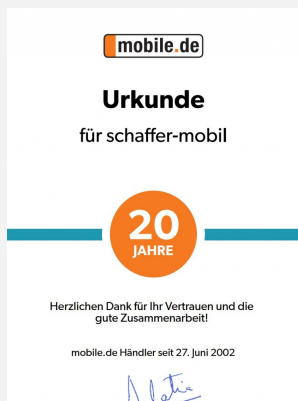 mobile.de
Urkunde
für schaffer-mobil
20
JAHRE
Herzlichen Dank für Ihr Vertrauen und die
gute Zusammenarbeit!
mobile.de Händler seit 27. Juni 2002